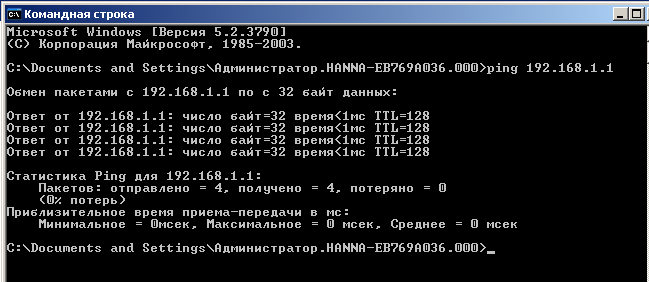 Командная строка
Microsoft Windows [Версия 5.2.3790]
(С) Корпорация Майкрософт, 1985-2003.
C:\Documents and Settings\Администратор.HANNA-EB769A036.000>ping 192.168.1.1
Обмен пакетами с 192.168.1.1 по с 32 байт данных:
Ответ от 192.168.1.1: число байт=32 время<1мс TTL=128
Ответ от 192.168.1.1: число байт=32 время<1мс TTL=128
Ответ от 192.168.1.1: число байт=32 время<1мс TTL=128
Ответ от 192.168.1.1: число байт=32 время<1мс TTL=128
Статистика Ping для 192.168.1.1:
Пакетов: отправлено = 4, получено = 4, потеряно = 0
(0% потерь)
Приблизительное время приема-передачи в мс:
Минимальное = 0мсек, Максимальное = 0 мсек, Среднее = 0 мсек
C:\Documents and Settings\Администратор.HANNA-EB769A036.000>_